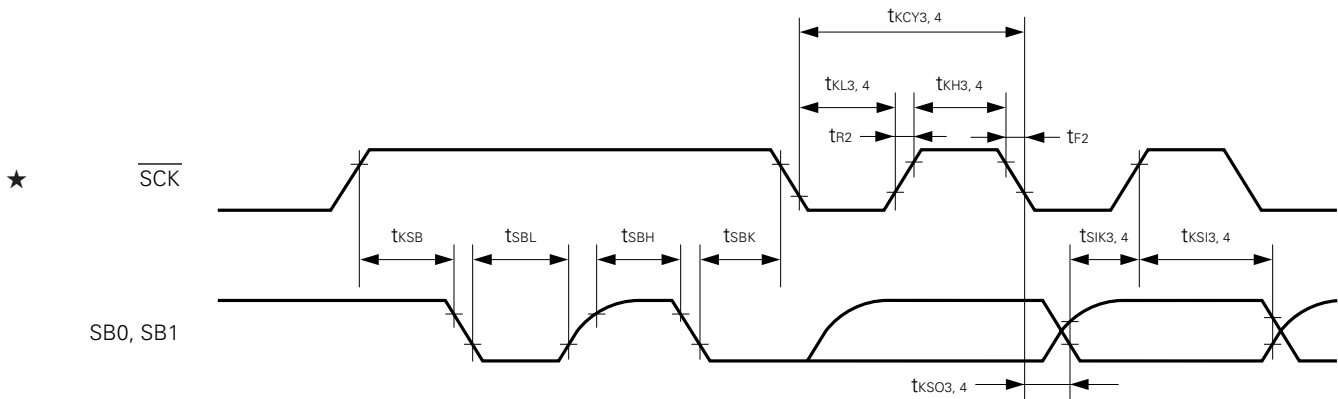 tKCY3, 4
tKL3, 4
tKH3, 4
tR2
tF2
★
SCK
tKSB
tSBL
tSBH
tSBK
tSIK3, 4
tKSI3, 4
SB0, SB1
tKSO3, 4